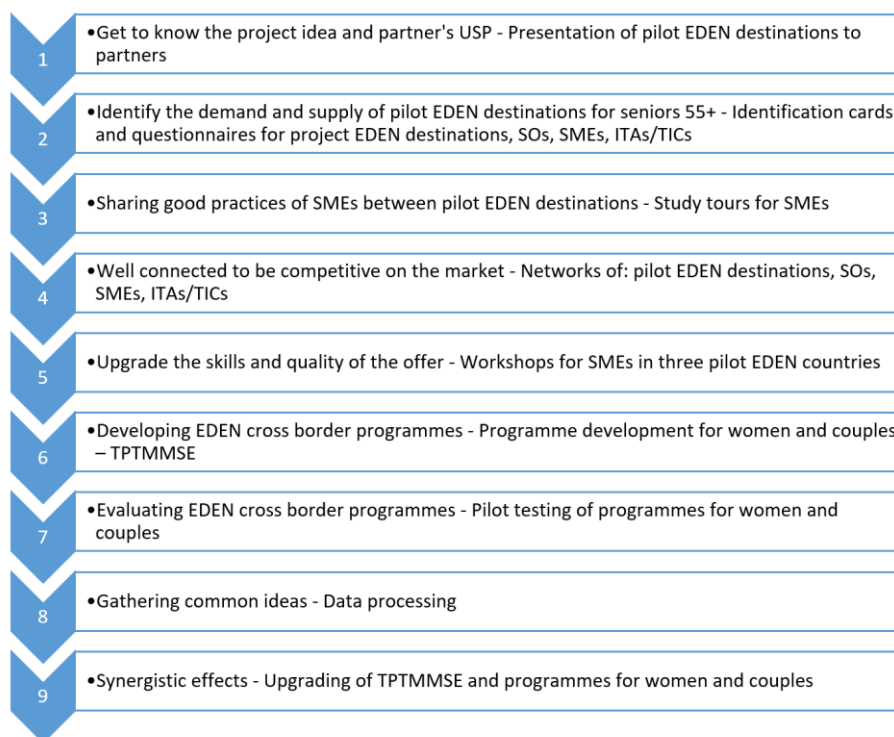 1
•Get to know the project idea and partner's USP - Presentation of pilot EDEN destinations to
partners
2
•Identify the demand and supply of pilot EDEN destinations for seniors 55+ - Identification cards
and questionnaires for project EDEN destinations, SOs, SMEs, ITAs/TICs
3
•Sharing good practices of SMEs between pilot EDEN destinations - Study tours for SMEs
4
•Well connected to be competitive on the market - Networks of: pilot EDEN destinations, SOs,
SMEs, ITAs/TICs
5
•Upgrade the skills and quality of the offer - Workshops for SMEs in three pilot EDEN countries
6
•Developing EDEN cross border programmes - Programme development for women and couples
– TPTMMSE
7
•Evaluating EDEN cross border programmes - Pilot testing of programmes for women and
couples
8
•Gathering common ideas - Data processing
9
•Synergistic effects - Upgrading of TPTMMSE and programmes for women and couples